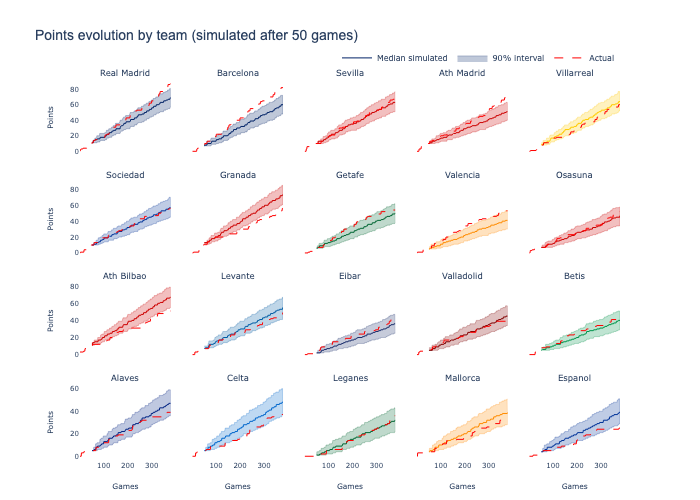 Points evolution by team (simulated after 50 games)
Median simulated 90% interval Actual
Real Madrid Barcelona Sevilla Ath Madrid Villarreal
80
60
40
20
0
Points
Sociedad Granada Getafe Valencia Osasuna
80
60
40
20
0
Points
Ath Bilbao Levante Eibar Valladolid Betis
80
60
40
20
0
Points
Alaves Celta Leganes Mallorca Espanol
60
40
20
0
Points
100 200 300 100 200 300 100 200 300 100 200 300 100 200 300
Games Games Games Games Games